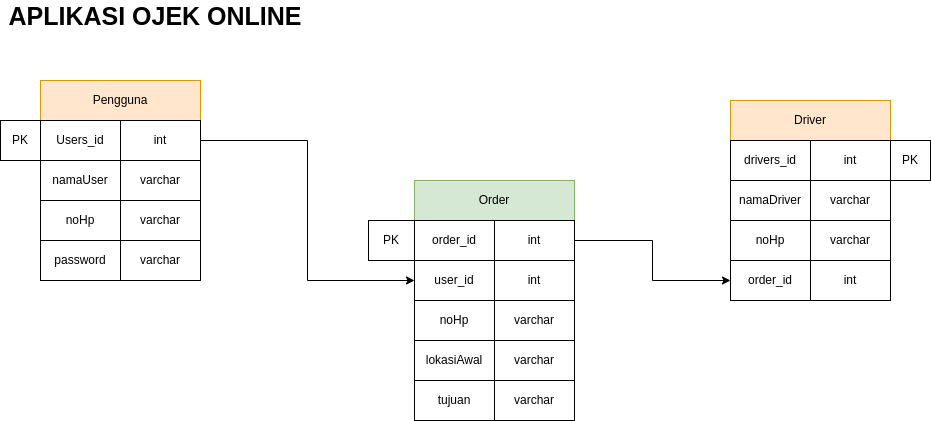 APLIKASI OJEK ONLINE
Pengguna
PK Users_id int
namaUser varchar
noHp varchar
password varchar
Order
PK order_id int
user_id int
noHp varchar
lokasiAwal varchar
tujuan varchar
Driver
drivers_id int PK
namaDriver varchar
noHp varchar
order_id int